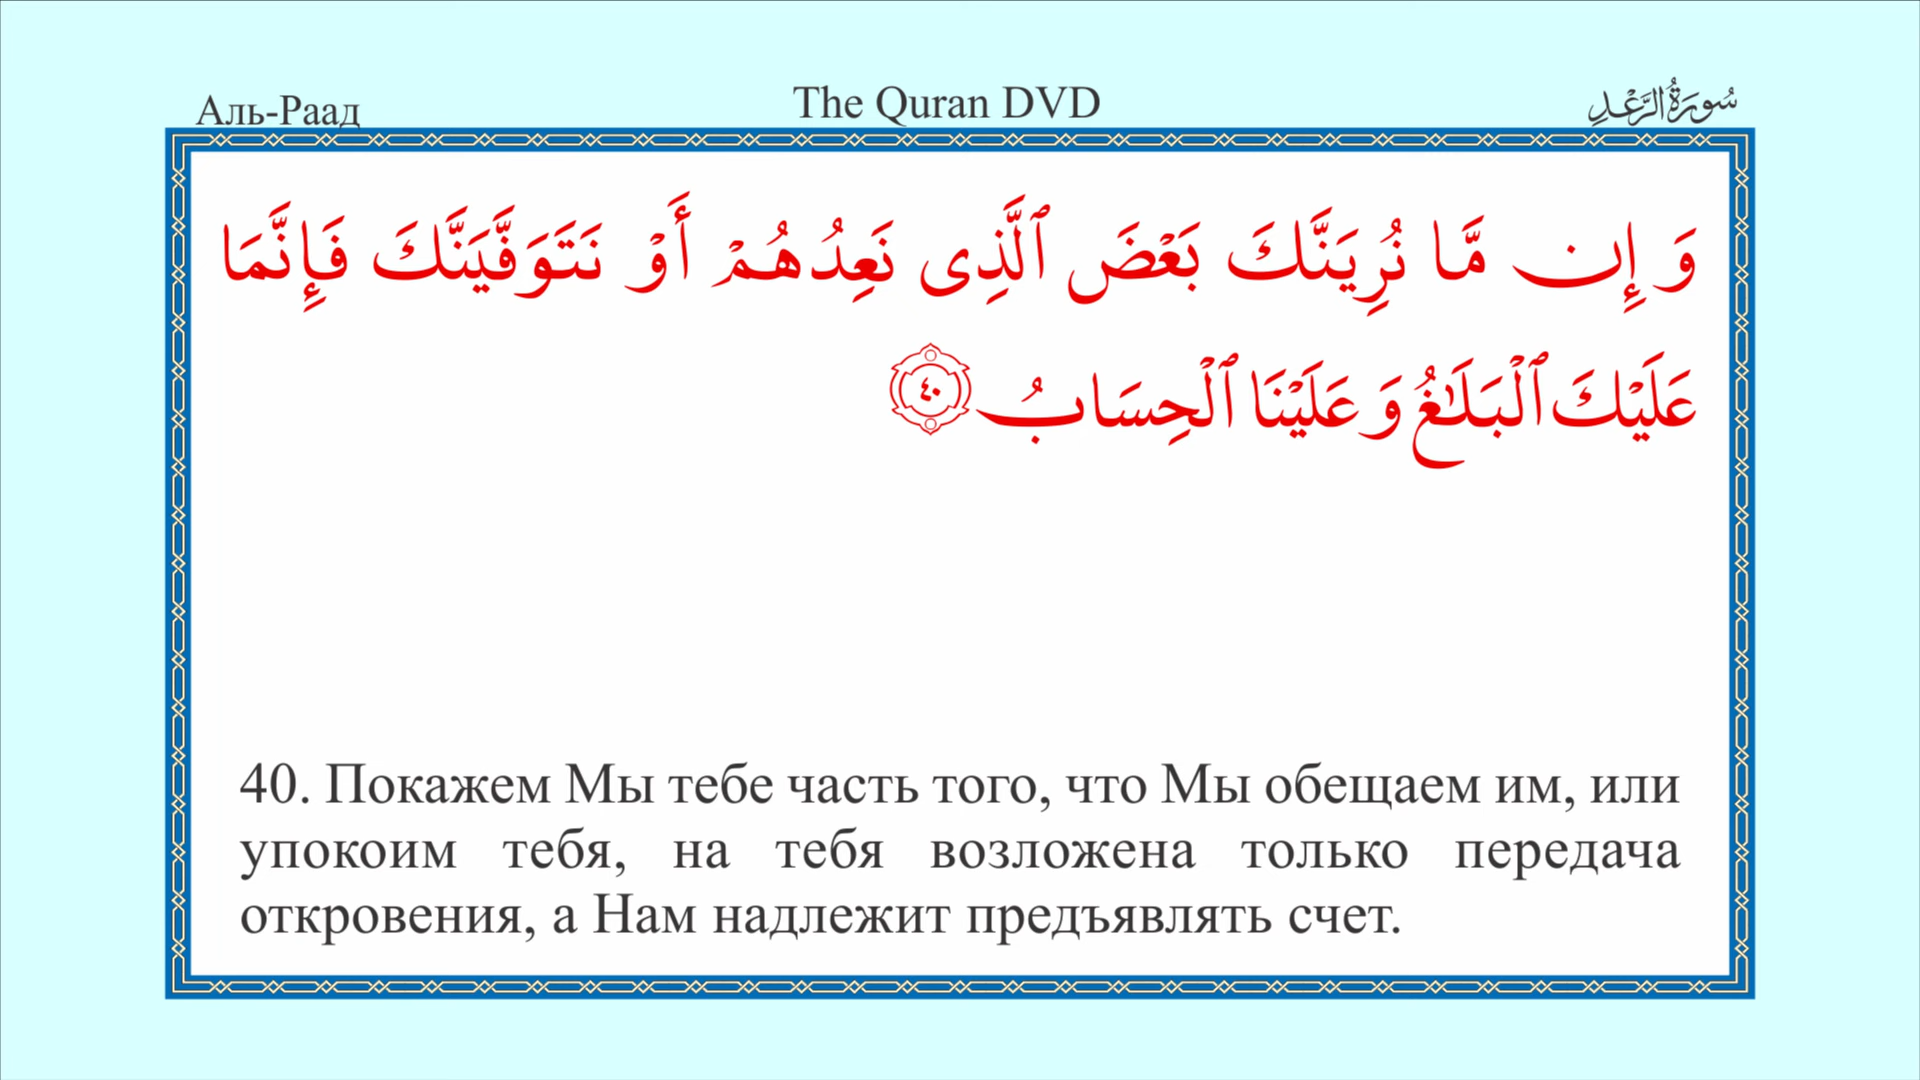 Аль-Раад
The Quran DVD
سُورَةُ الرَّعْدِ
وَ إِن مَّا نُرِيَنَّكَ بَعْضَ ٱلَّذِى نَعِدُهُمْ أَوْ نَتَوَفَّيَنَّكَ فَإِنَّمَا
عَلَيْكَ ٱلْبَلَـٰغُ وَ عَلَيْنَا ٱلْحِسَابُ ٤٠
40. Покажем Мы тебе часть того, что Мы обещаем им, или
упокоим тебя, на тебя возложена только передача
откровения, а Нам надлежит предъявлять счет.